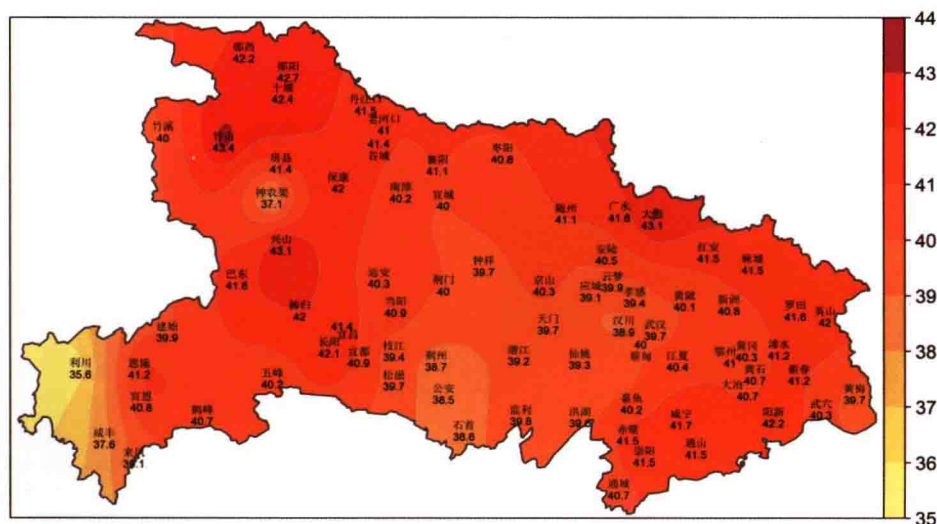 郧西
42.2
郧阳
42.7
十堰
42.4
丹江口
41.5
老河口
41
41.4
谷城
竹溪
40
竹山
43.4
房县
41.4
神农架
37.1
保康
42
南漳
40.2
襄阳
41.1
宜城
40
枣阳
40.8
随州
41.1
广水
41.6
大悟
43.1
兴山
43.1
巴东
41.6
秭归
42
远安
40.3
当阳
40.9
荆门
40
钟祥
39.7
京山
40.3
安陆
40.5
云梦
39.9
应城
39.1
孝感
39.4
红安
41.5
麻城
41.5
黄陂
40.1
新洲
40.8
罗田
41.6
英山
42
建始
39.9
利川
35.6
恩施
41.2
宣恩
40.8
咸丰
37.6
来凤
鹤峰
40.7
五峰
40.2
41.4
宜昌
长阳
42.1
宜都
40.9
枝江
39.4
松滋
39.7
荆州
38.7
公安
38.5
石首
38.6
潜江
39.2
天门
39.7
仙桃
39.3
汉川
38.9
武汉
39.7
40
蔡甸
江夏
40.4
监利
39.8
洪湖
嘉鱼
40.2
赤壁
41.5
崇阳
41.5
通城
40.7
咸宁
41.7
通山
41.5
鄂州
41
黄冈
40.3
黄石
40.7
大冶
40.7
浠水
41.2
蕲春
41.2
阳新
42.2
武穴
40.3
黄梅
39.7
44
43
42
41
40
39
38
37
36
35